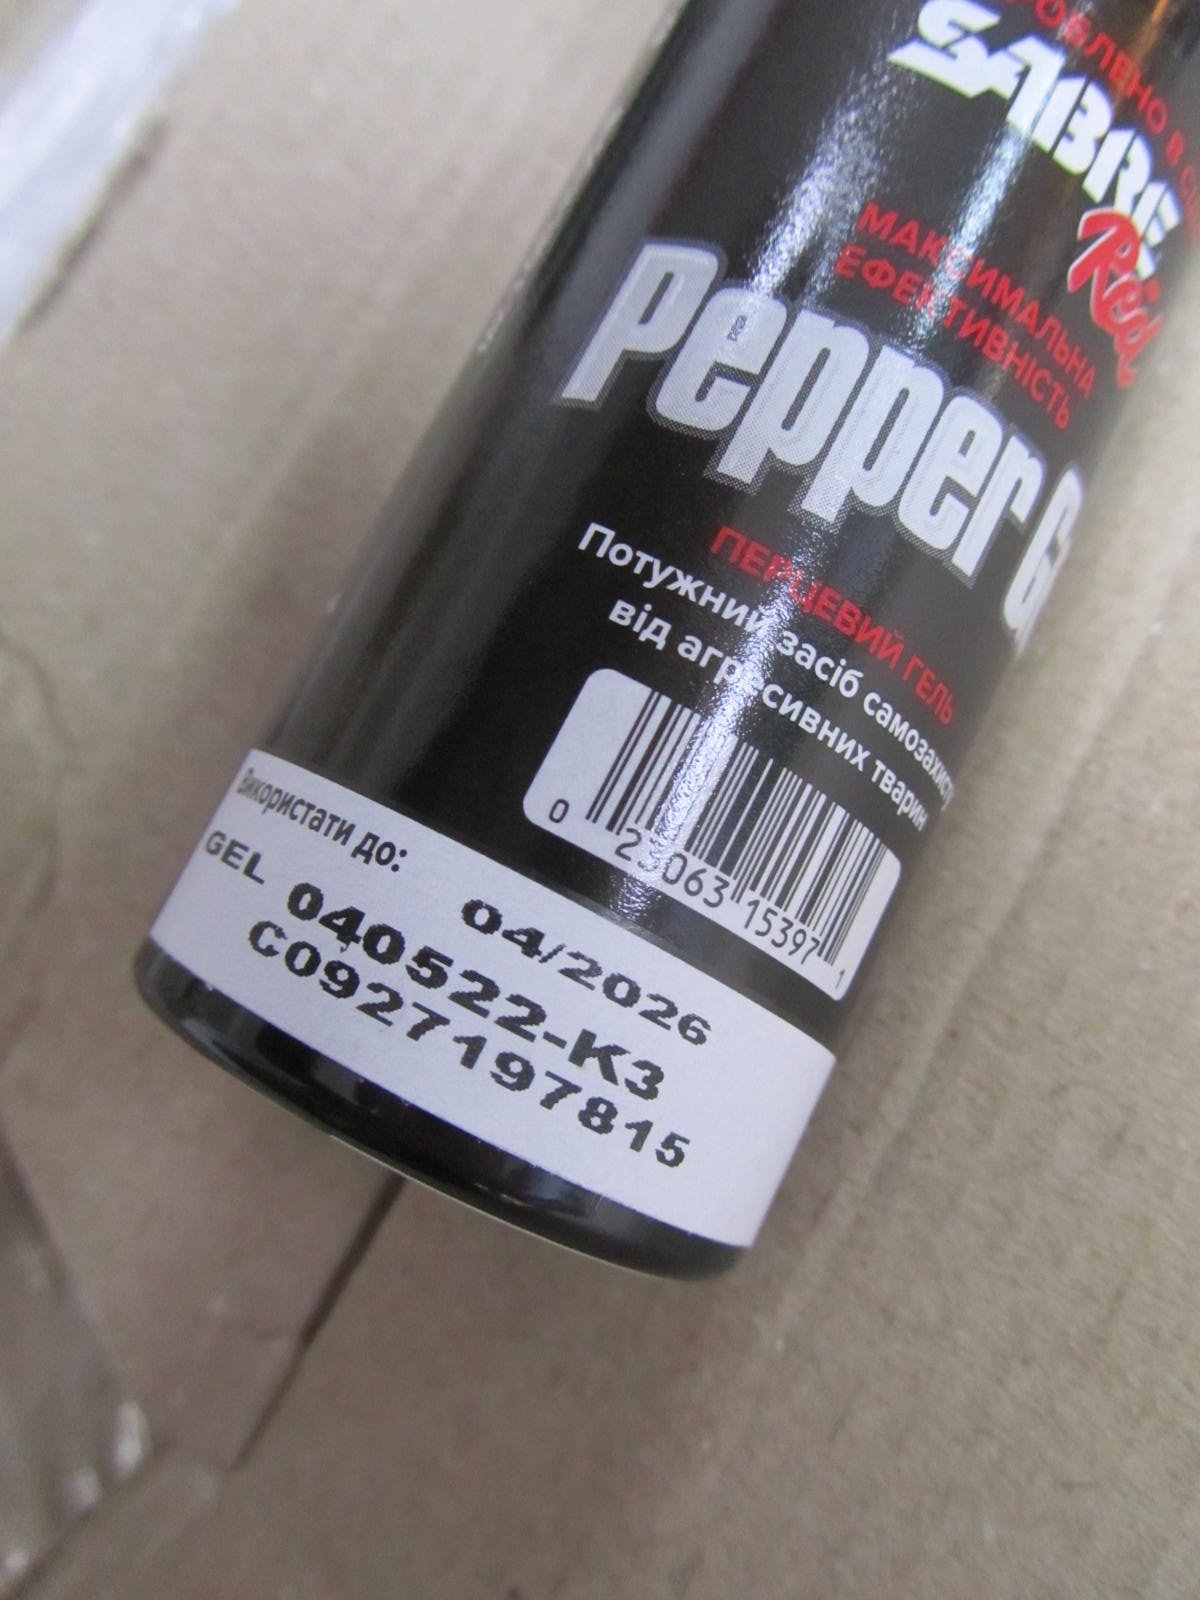 SABRE
Red
МАКСИМАЛЬНА
ЕФЕКТИВНІСТЬ
Pepper
ПЕРЦЕВИЙ ГЕЛЬ
Потужний засіб самозахисту
від агресивних тварин
0 23063 15397 1
Використати до:
04/2026
GEL 040522-K3
C0927197815